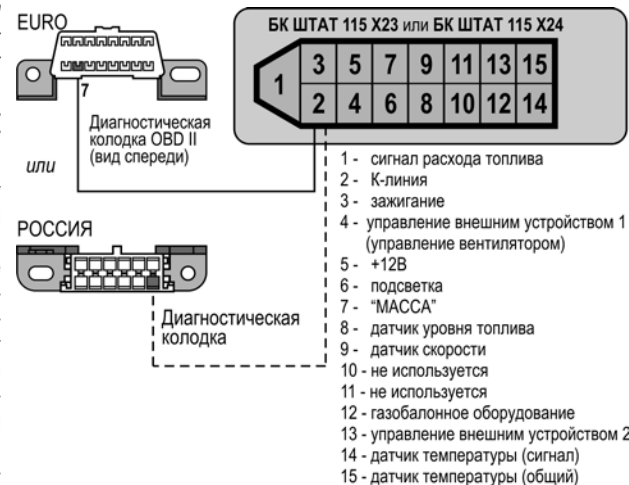 EURO
7
Диагностическая
колодка OBD II
(вид спереди)
или
РОССИЯ
Диагностическая
колодка
БК ШТАТ 115 X23 или БК ШТАТ 115 X24
1
3 5 7 9 11 13 15
2 4 6 8 10 12 14
1 - сигнал расхода топлива
2 - К-линия
3 - зажигание
4 - управление внешним устройством 1
(управление вентилятором)
5 - +12В
6 - подсветка
7 - “МАССА”
8 - датчик уровня топлива
9 - датчик скорости
10 - не используется
11 - не используется
12 - газобалонное оборудование
13 - управление внешним устройством 2
14 - датчик температуры (сигнал)
15 - датчик температуры (общий)